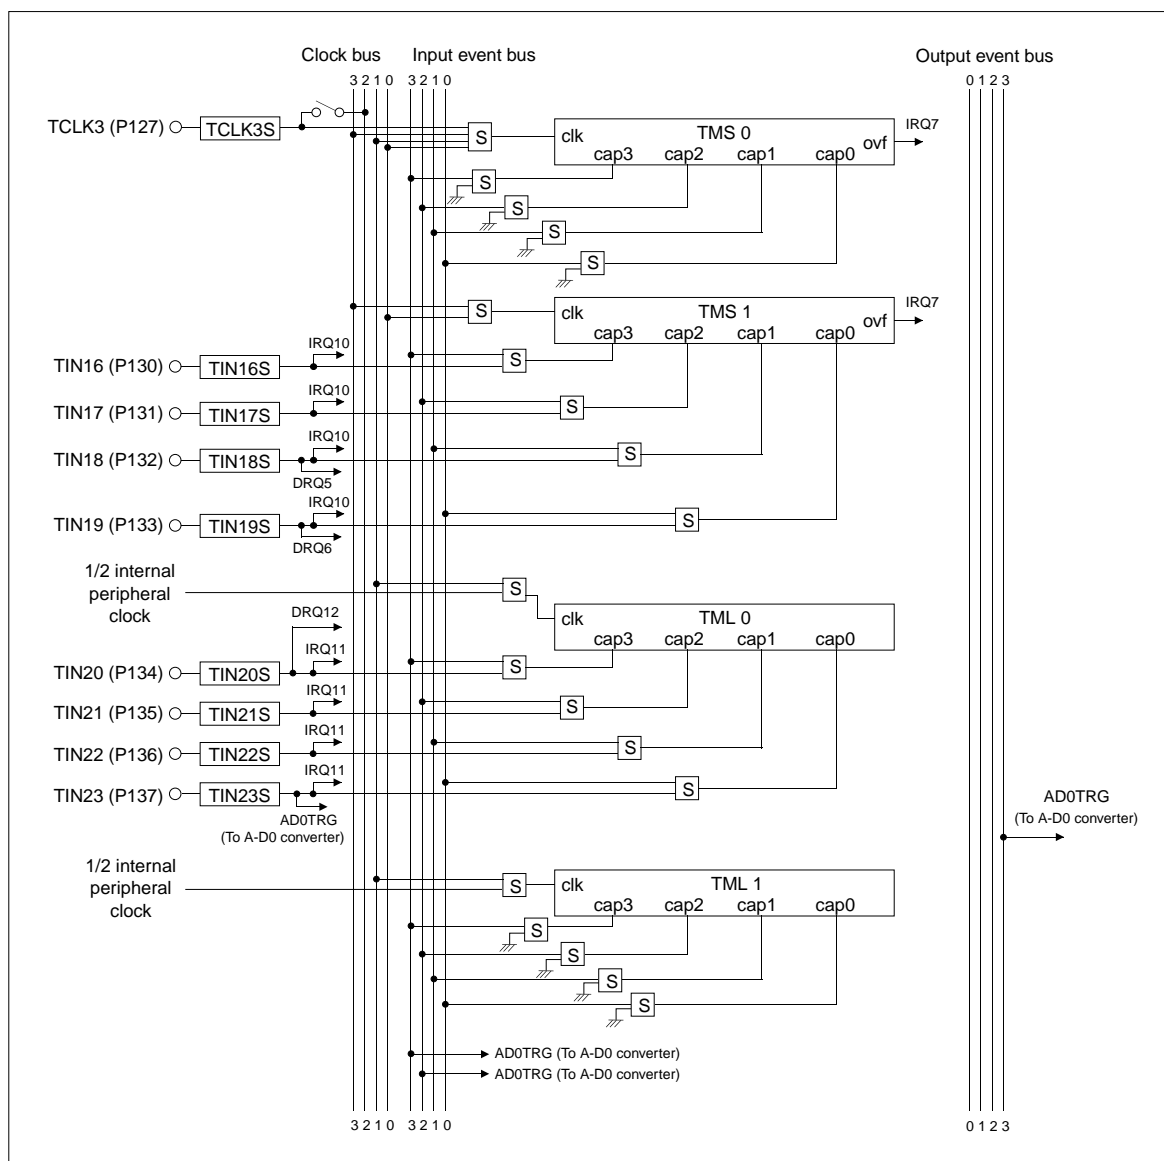 Clock bus Input event bus Output event bus
3 2 1 0 3 2 1 0 0 1 2 3
TCLK3 (P127) TCLK3S S clk TMS 0 ovf IRQ7
cap3 cap2 cap1 cap0
S
S
S
S
S clk TMS 1 ovf IRQ7
cap3 cap2 cap1 cap0
TIN16 (P130) TIN16S IRQ10 S
TIN17 (P131) TIN17S IRQ10 S
TIN18 (P132) TIN18S IRQ10 S
DRQ5
TIN19 (P133) TIN19S IRQ10 S
DRQ6
1/2 internal
peripheral
clock
S clk TML 0
cap3 cap2 cap1 cap0
DRQ12
TIN20 (P134) TIN20S IRQ11 S
TIN21 (P135) TIN21S IRQ11 S
TIN22 (P136) TIN22S IRQ11 S
TIN23 (P137) TIN23S IRQ11 S
AD0TRG
(To A-D0 converter)
AD0TRG
(To A-D0 converter)
1/2 internal
peripheral
clock
S clk TML 1
cap3 cap2 cap1 cap0
S
S
S
S
AD0TRG (To A-D0 converter)
AD0TRG (To A-D0 converter)
3 2 1 0 3 2 1 0 0 1 2 3